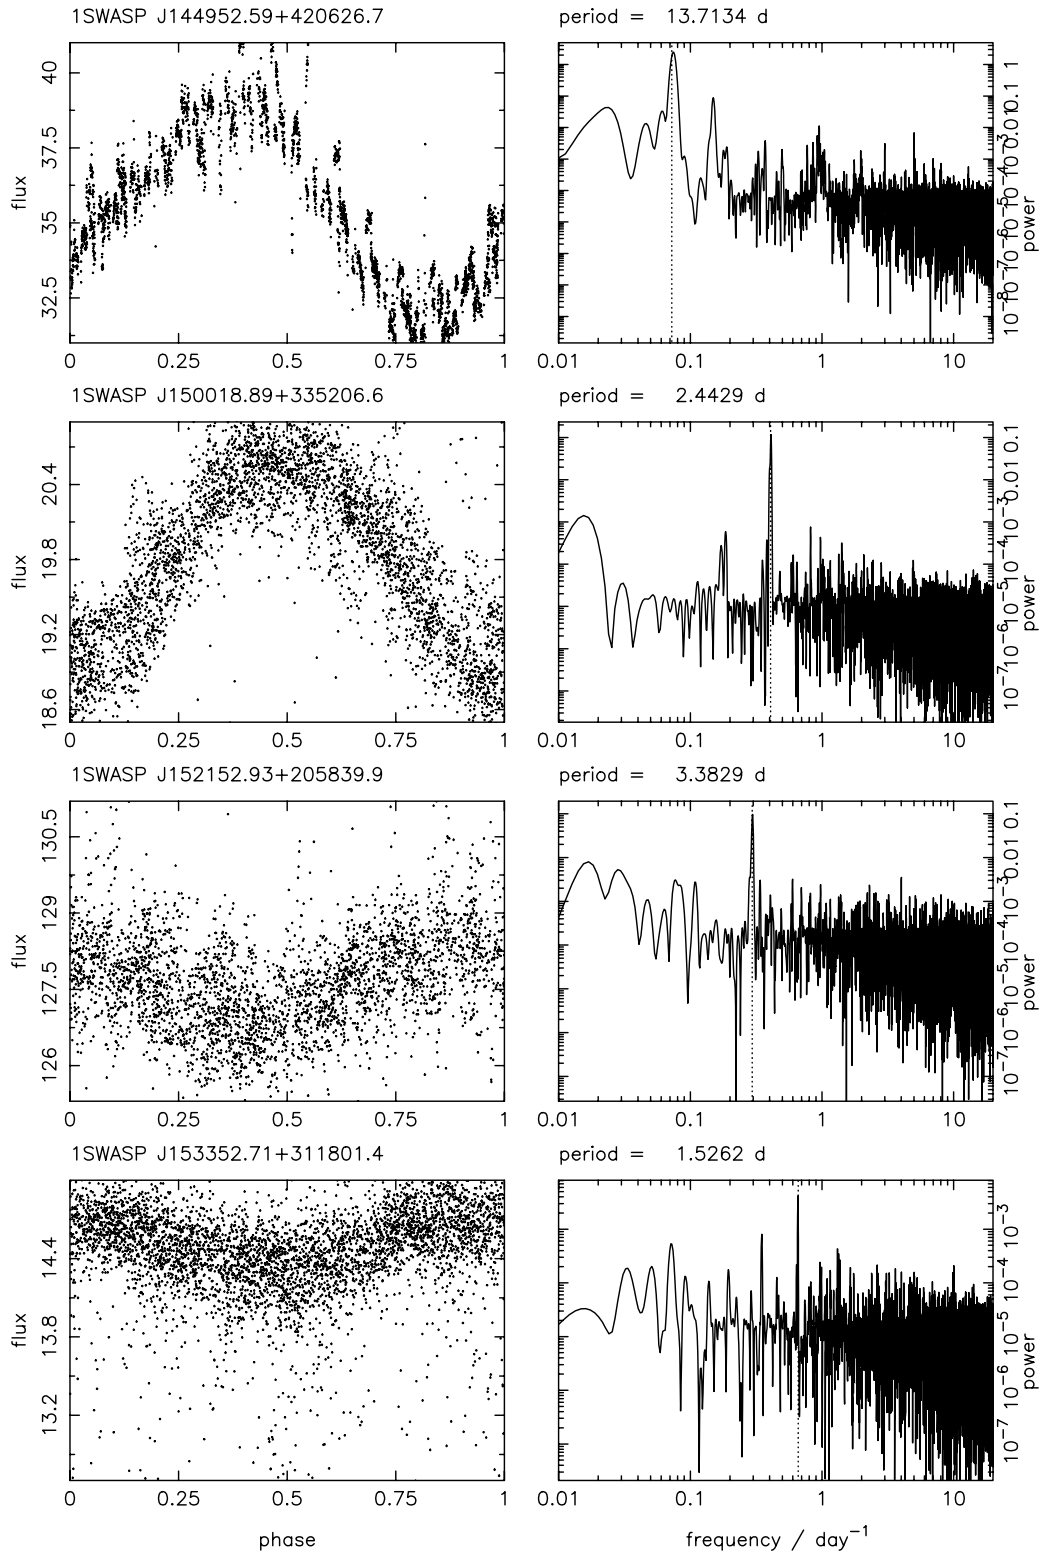 1SWASP J144952.59+420626.7
period = 13.7134 d
flux
40
37.5
35
32.5
0 0.25 0.5 0.75 1
power
1
0.1
0.01
10⁻³
10⁻⁴
10⁻⁵
10⁻⁶
10⁻⁷
10⁻⁸
0.01 0.1 1 10
1SWASP J150018.89+335206.6
period = 2.4429 d
flux
20.4
19.8
19.2
18.6
0 0.25 0.5 0.75 1
power
0.1
0.01
10⁻³
10⁻⁴
10⁻⁵
10⁻⁶
10⁻⁷
0.01 0.1 1 10
1SWASP J152152.93+205839.9
period = 3.3829 d
flux
130.5
129
127.5
126
0 0.25 0.5 0.75 1
power
0.1
0.01
10⁻³
10⁻⁴
10⁻⁵
10⁻⁶
10⁻⁷
0.01 0.1 1 10
1SWASP J153352.71+311801.4
period = 1.5262 d
flux
14.4
13.8
13.2
0 0.25 0.5 0.75 1
power
10⁻³
10⁻⁴
10⁻⁵
10⁻⁶
10⁻⁷
0.01 0.1 1 10
phase
frequency / day⁻¹